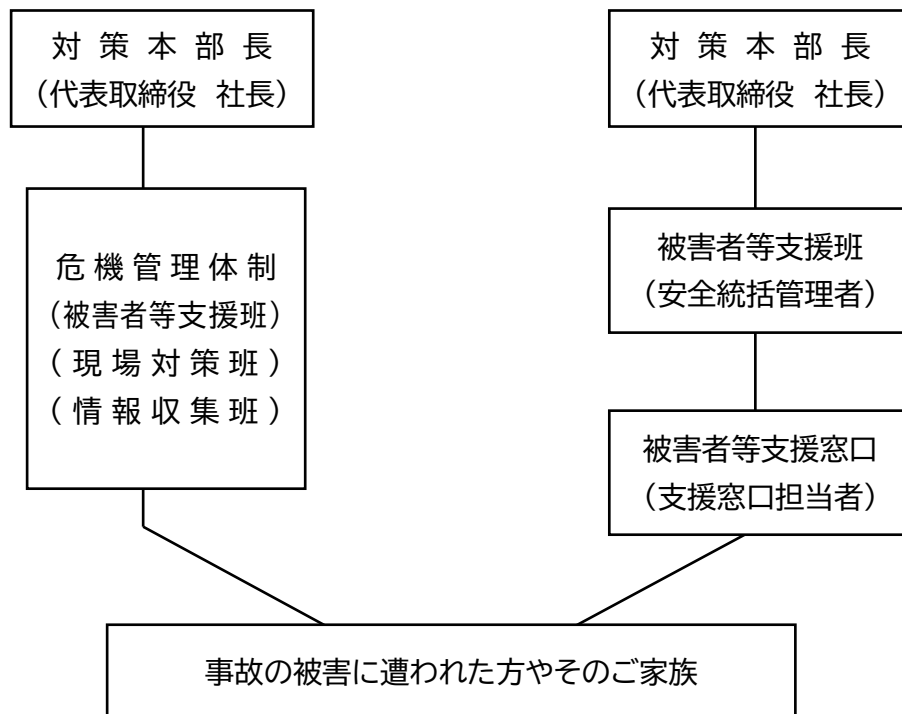 対策本部長
（代表取締役 社長）
危機管理体制
（被害者等支援班）
（現場対策班）
（情報収集班）
対策本部長
（代表取締役 社長）
被害者等支援班
（安全統括管理者）
被害者等支援窓口
（支援窓口担当者）
事故の被害に遭われた方やそのご家族